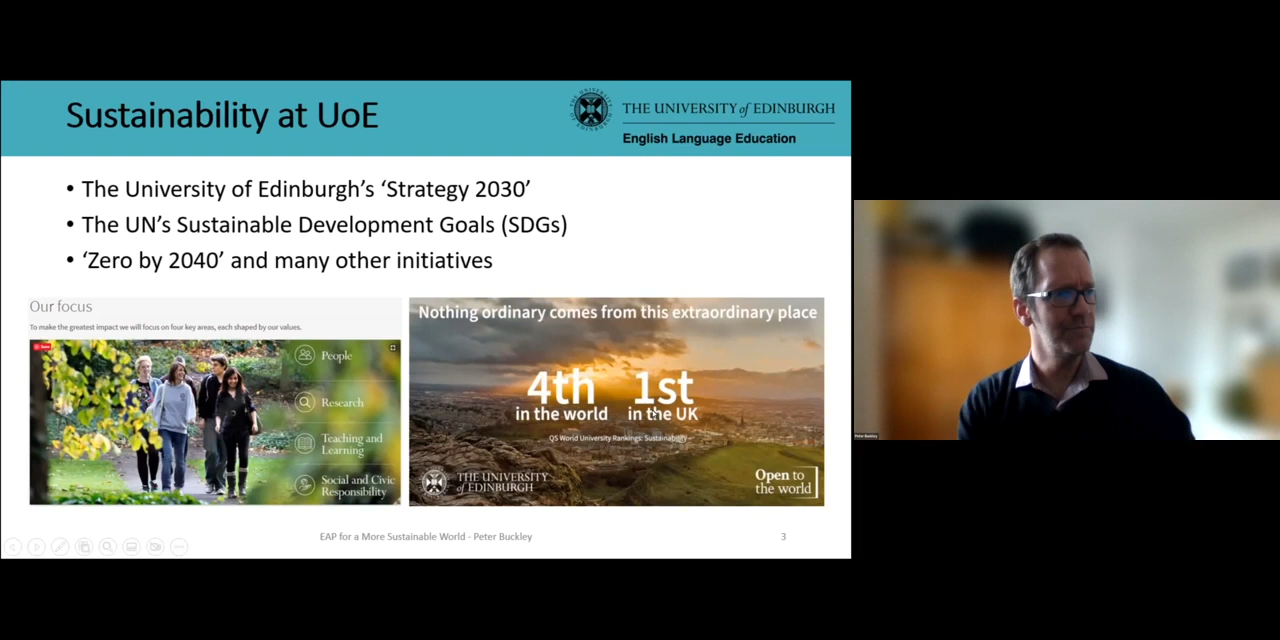 Sustainability at UoE
THE UNIVERSITY of EDINBURGH
English Language Education
• The University of Edinburgh's 'Strategy 2030'
• The UN's Sustainable Development Goals (SDGs)
• 'Zero by 2040' and many other initiatives
Our focus
To make the greatest impact we will focus on four key areas, each shaped by our values.
People
Research
Teaching and
Learning
Social and Civic
Responsibility
Nothing ordinary comes from this extraordinary place
4th
in the world
1st
in the UK
QS World University Rankings: Sustainability
THE UNIVERSITY
of EDINBURGH
Open to
the world
EAP for a More Sustainable World - Peter Buckley
3
Peter Buckley